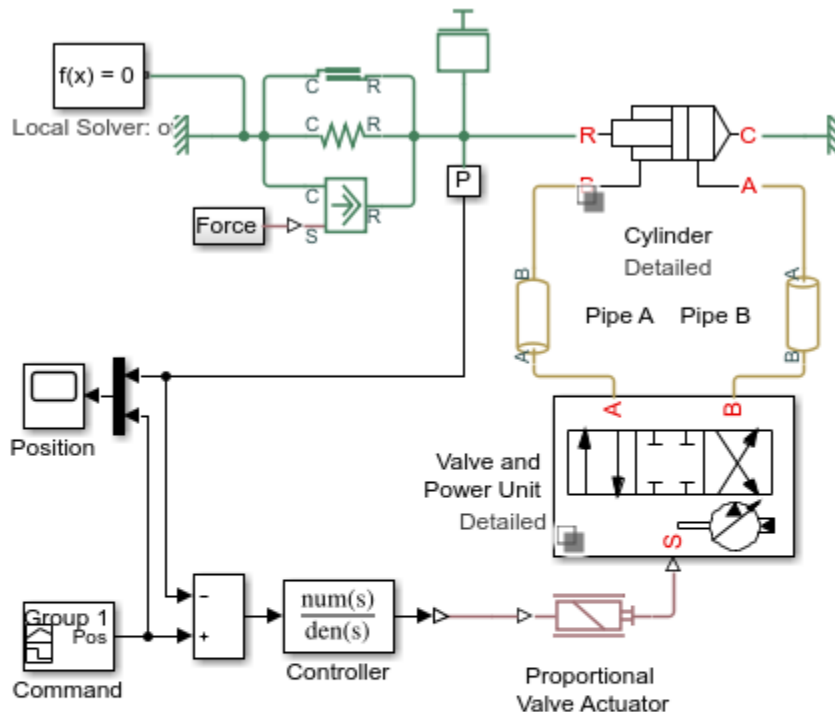 f(x) = 0
Local Solver: o
C
R
C
R
C
R
S
Force
P
R
C
A
Cylinder
Detailed
B
A
Pipe A
Pipe B
A
B
A
B
Position
Valve and
Power Unit
Detailed
S
Group 1
Pos
Command
−
+
num(s)
den(s)
Controller
Proportional
Valve Actuator